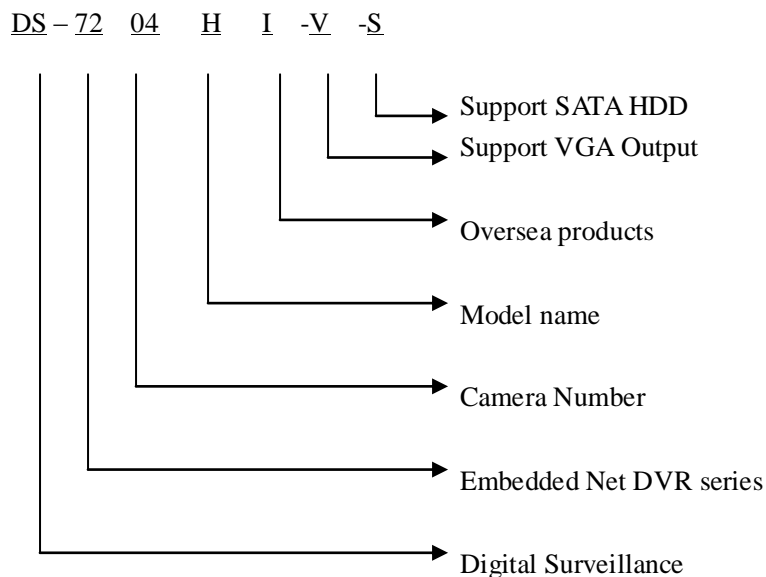 DS – 72 04 H I -V -S
Support SATA HDD
Support VGA Output
Oversea products
Model name
Camera Number
Embedded Net DVR series
Digital Surveillance